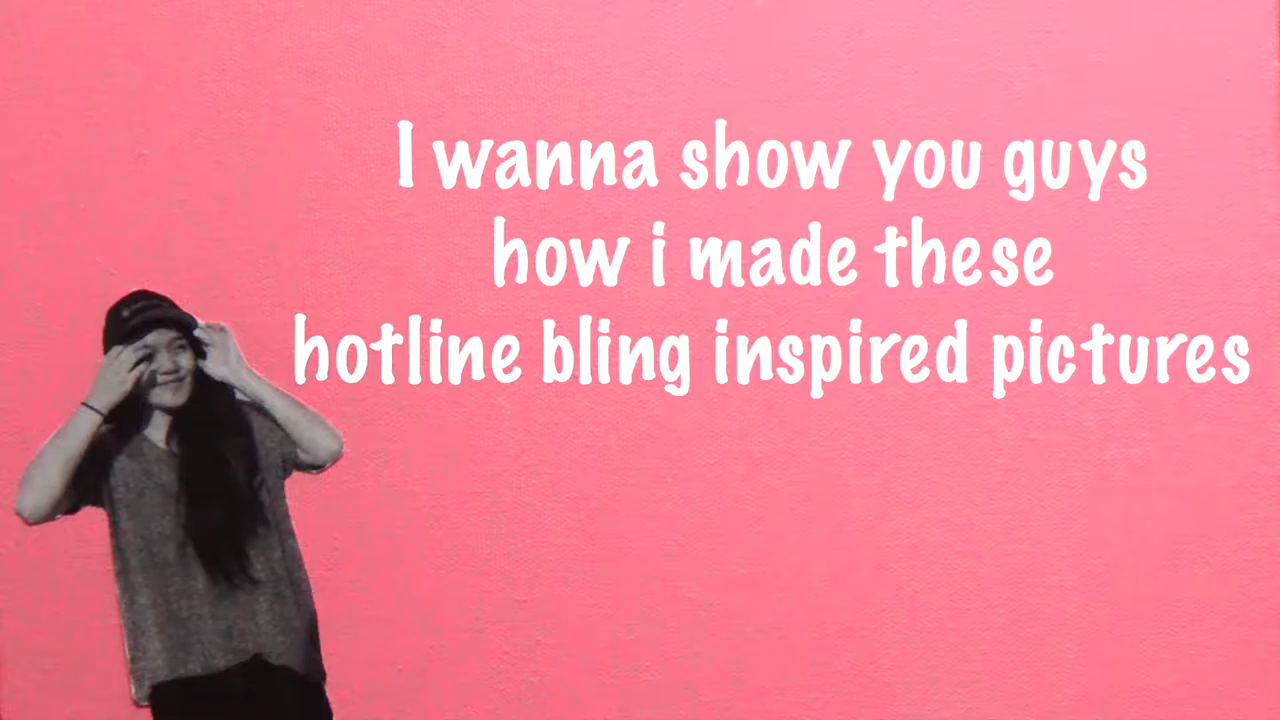 I wanna show you guys
how i made these
hotline bling inspired pictures